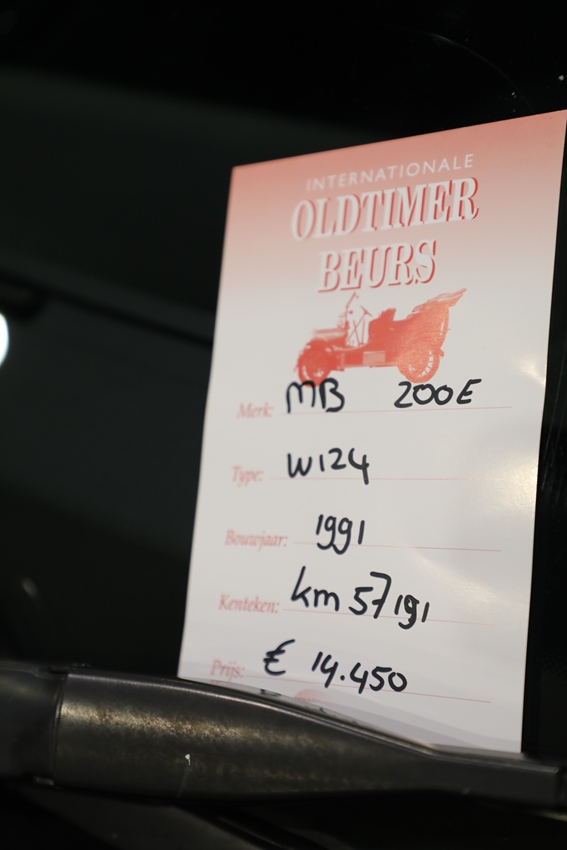 INTERNATIONALE
OLDTIMER
BEURS
Merk: MB 200E
Type: W124
Bouwjaar: 1991
Kenteken: km 57191
Prijs: € 14.450